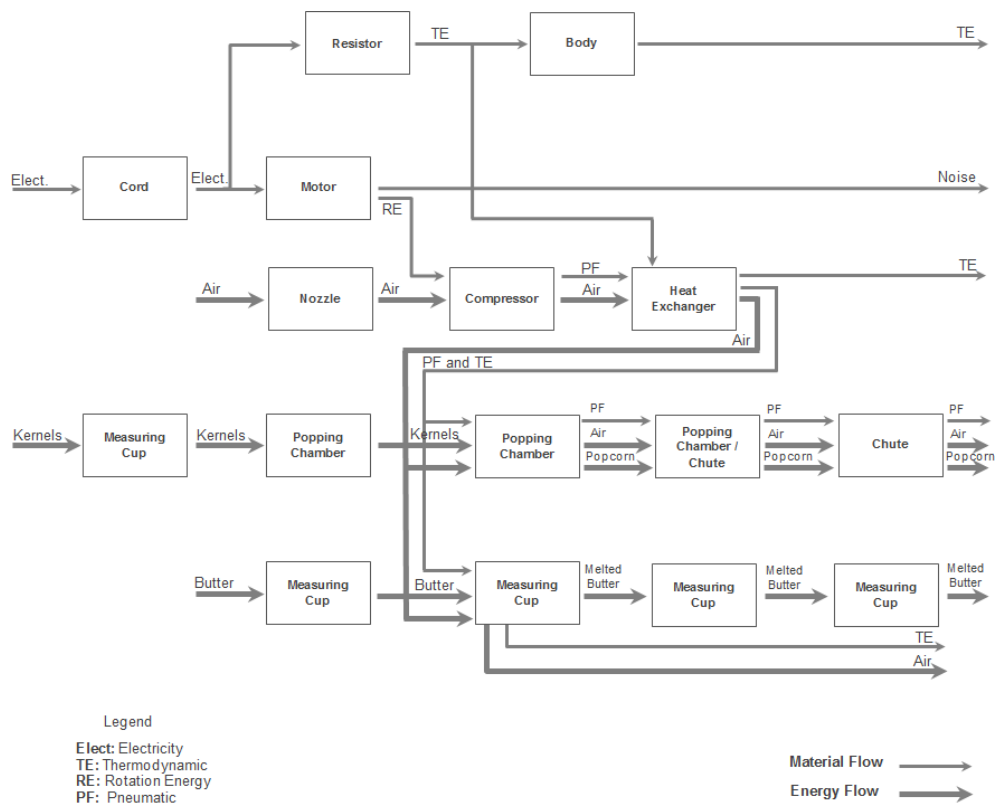 TE
TE
Resistor
Body
Elect.
Cord
Elect.
Motor
Noise
RE
PF
TE
Air
Nozzle
Air
Compressor
Air
Heat
Exchanger
Air
PF and TE
PF
PF
PF
Kernels
Measuring
Cup
Kernels
Popping
Chamber
Kernels
Popping
Chamber
Air
Popcorn
Popping
Chamber /
Chute
Air
Popcorn
Chute
Air
Popcorn
Butter
Measuring
Cup
Butter
Measuring
Cup
Melted
Butter
Measuring
Cup
Melted
Butter
Measuring
Cup
Melted
Butter
TE
Air
Legend
Elect: Electricity
TE: Thermodynamic
RE: Rotation Energy
PF: Pneumatic
Material Flow
Energy Flow